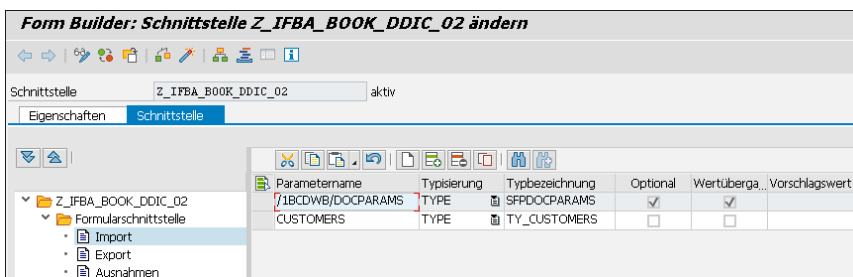 Form Builder: Schnittstelle Z_IFBA_BOOK_DDIC_02 ändern
Schnittstelle Z_IFBA_BOOK_DDIC_02 aktiv
Eigenschaften Schnittstelle
Parametername Typisierung Typbezeichnung Optional Wertüberga... Vorschlagswert
Z_IFBA_BOOK_DDIC_02 /1BCDWB/DOCPARAMS TYPE SFPDOCPARAMS
Formularschnittstelle CUSTOMERS TYPE TY_CUSTOMERS
Import
Export
Ausnahmen